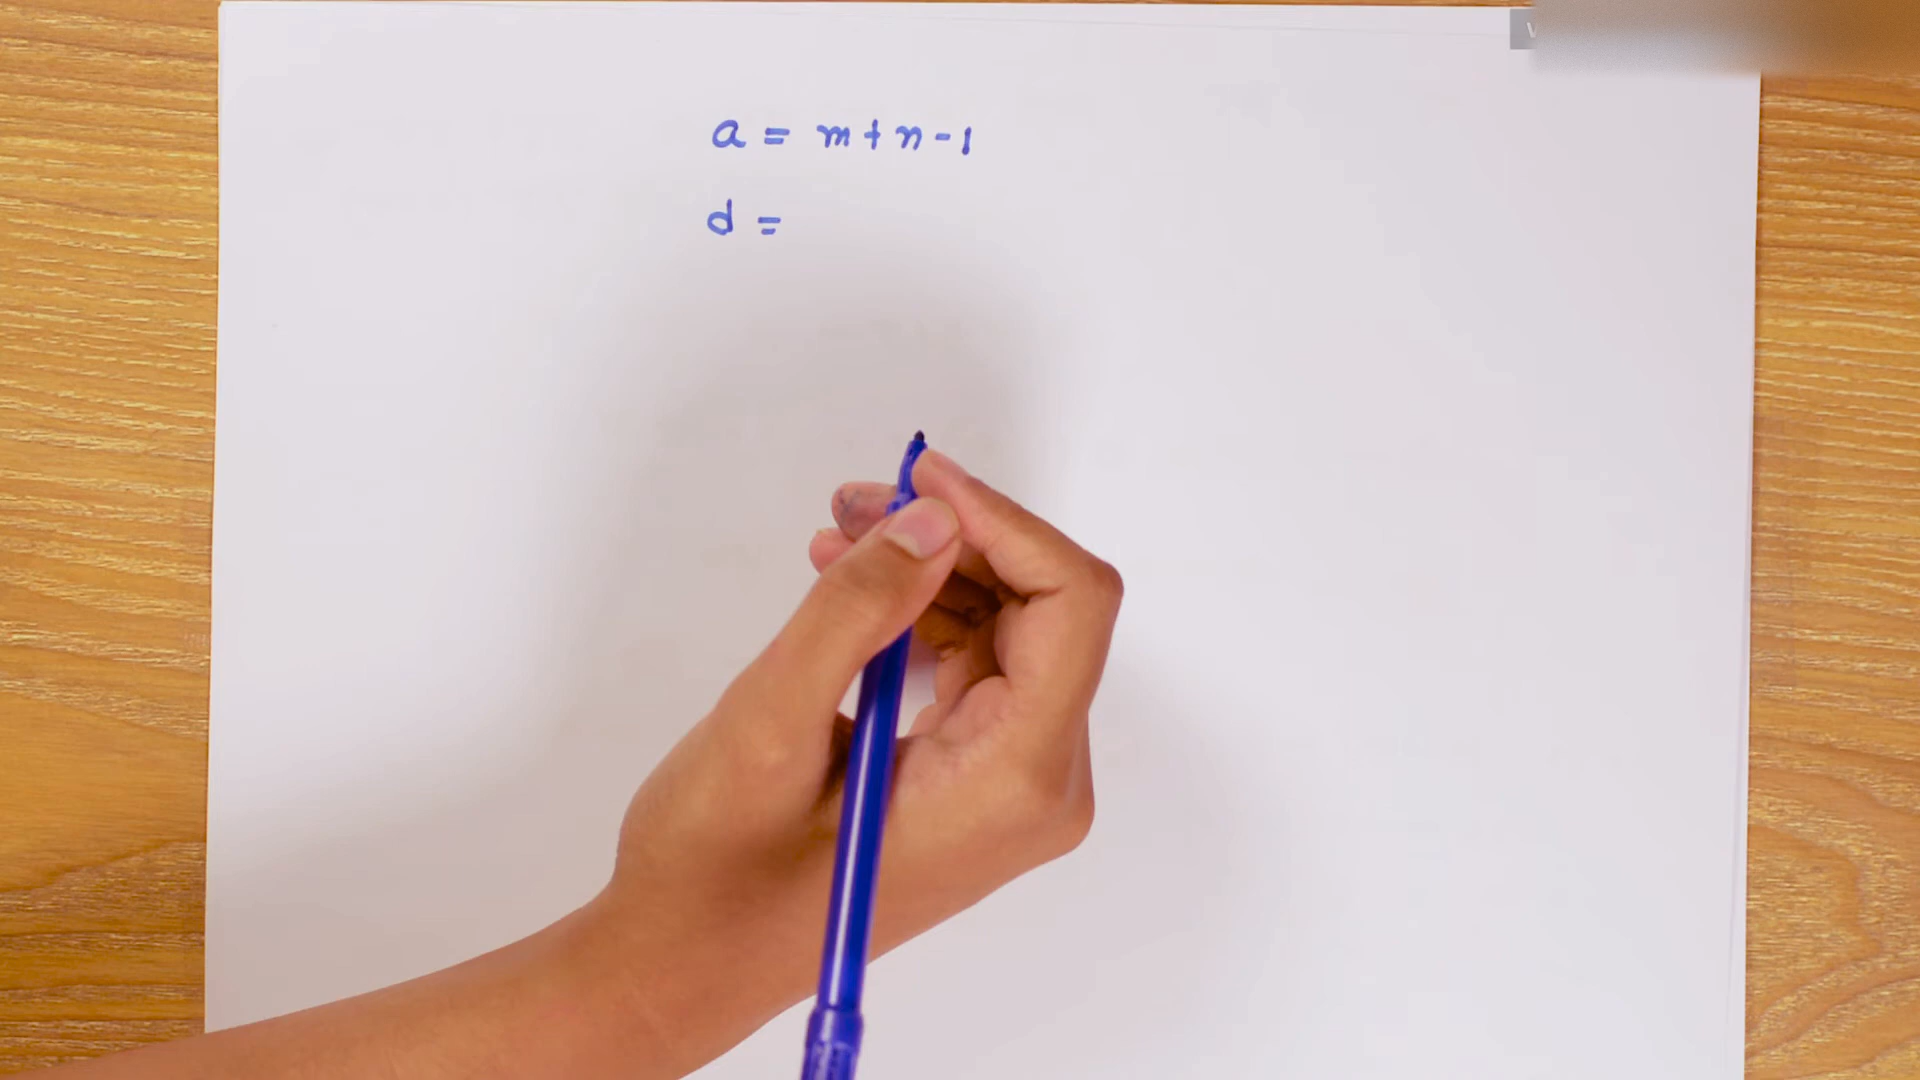 a = m + n - 1
d =